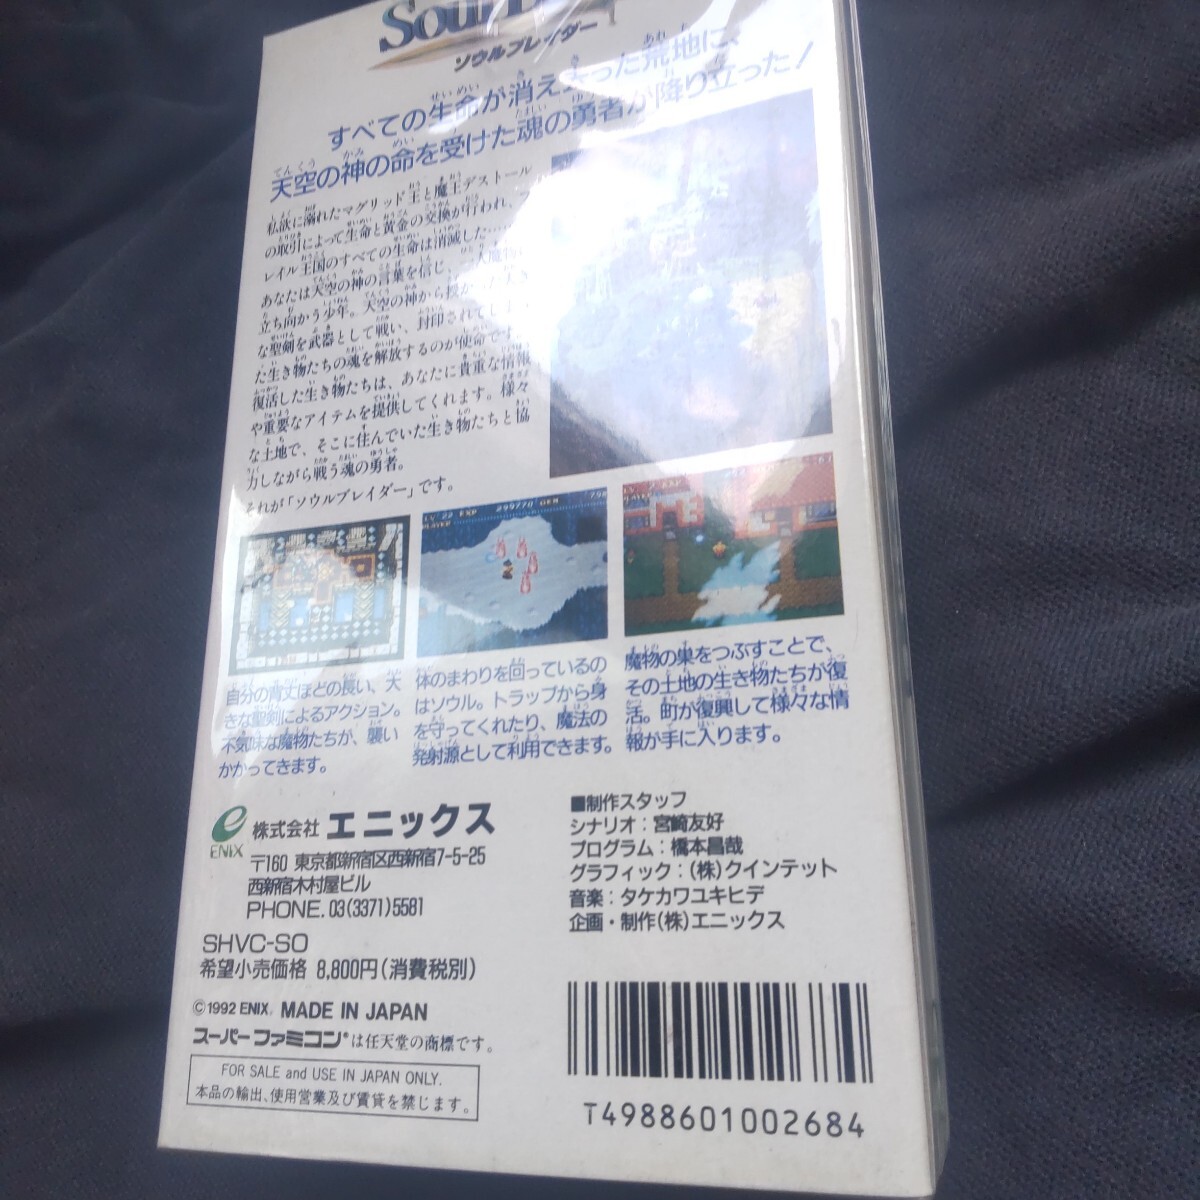 ソウルブレイダー
すべての生命が消え去った荒地に、
天空の神の命を受けた魂の勇者が降り立った!
私欲に溺れたマグリッド王と魔王デストール
の取引によって生命と黄金の交換が行われ、
レイル王国のすべての生命は消滅した……
あなたは天空の神の言葉を信じ、
立ち向かう少年。天空の神から授かった大き
な聖剣を武器として戦い、封印されてしまっ
た生き物たちの魂を解放するのが使命です。
復活した生き物たちは、あなたに貴重な情報
や重要なアイテムを提供してくれます。様々
な土地で、そこに住んでいた生き物たちと協
力しながら戦う魂の勇者。
それが「ソウルブレイダー」です。
LV 22 EXP 299770 GEM 798
PLAYER
LV 7 EXP
PLAYER
自分の背丈ほどの長い、大
きな聖剣によるアクション。
不気味な魔物たちが、襲い
かかってきます。
体のまわりを回っているの
はソウル。トラップから身
を守ってくれたり、魔法の
発射源として利用できます。
魔物の巣をつぶすことで、
その土地の生き物たちが復
活。町が復興して様々な情
報が手に入ります。
ENIX
株式会社 エニックス
〒160 東京都新宿区西新宿7-5-25
西新宿木村屋ビル
PHONE. 03(3371)5581
■制作スタッフ
シナリオ:宮崎友好
プログラム:橋本昌哉
グラフィック:(株)クインテット
音楽:タケカワユキヒデ
企画・制作(株)エニックス
SHVC-SO
希望小売価格 8,800円(消費税別)
©1992 ENIX. MADE IN JAPAN
スーパーファミコン®は任天堂の商標です。
FOR SALE and USE IN JAPAN ONLY.
本品の輸出、使用営業及び賃貸を禁じます。
T4988601002684